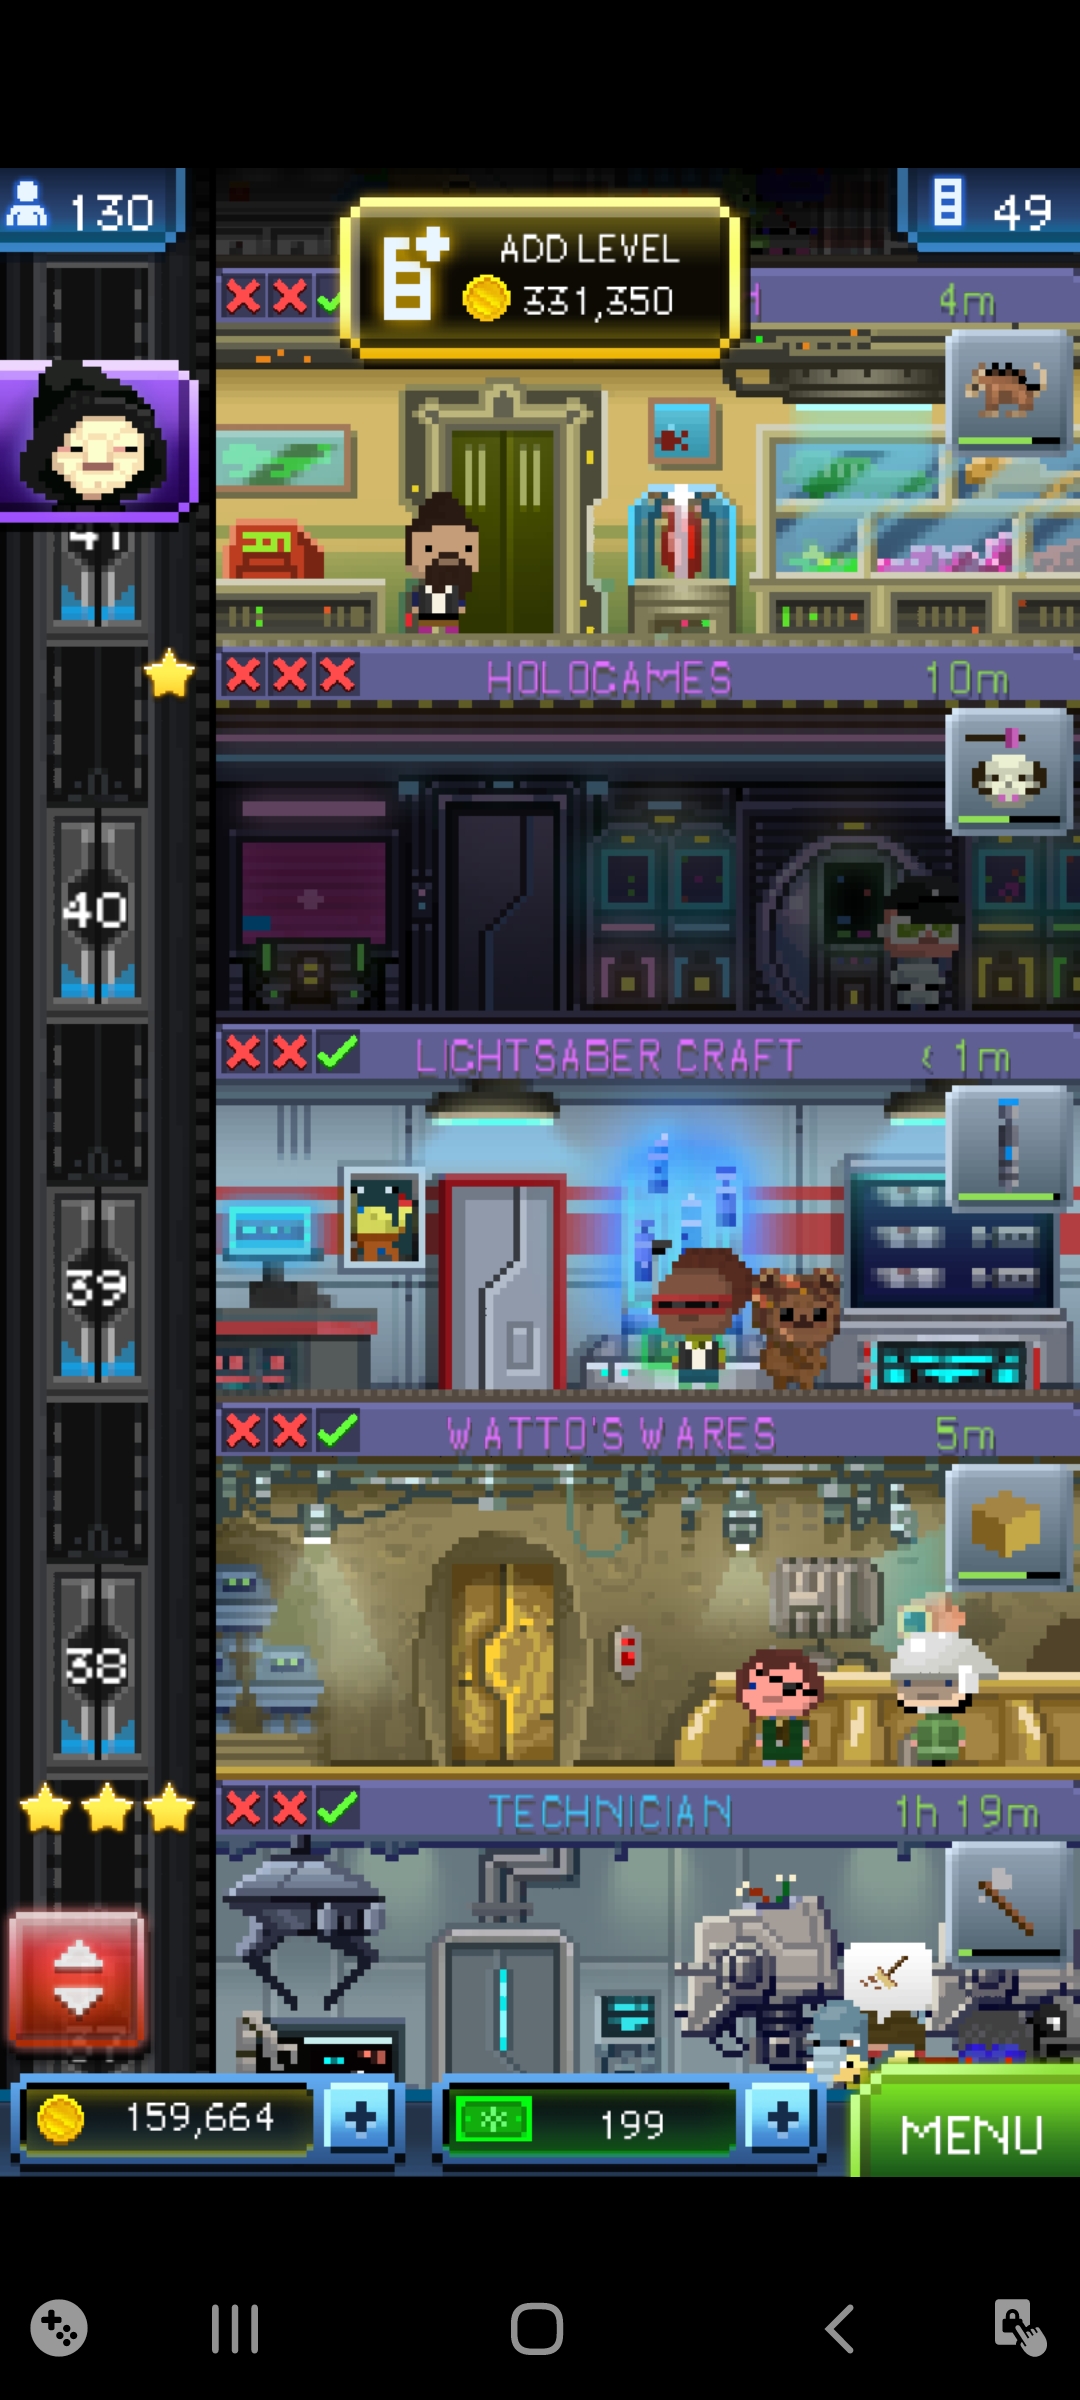 130
49
ADD LEVEL
331,350
4m
41
HOLOGAMES
10m
40
LIGHTSABER CRAFT
< 1m
39
WATTO'S WARES
5m
38
TECHNICIAN
1h 19m
37
159,664
199
MENU